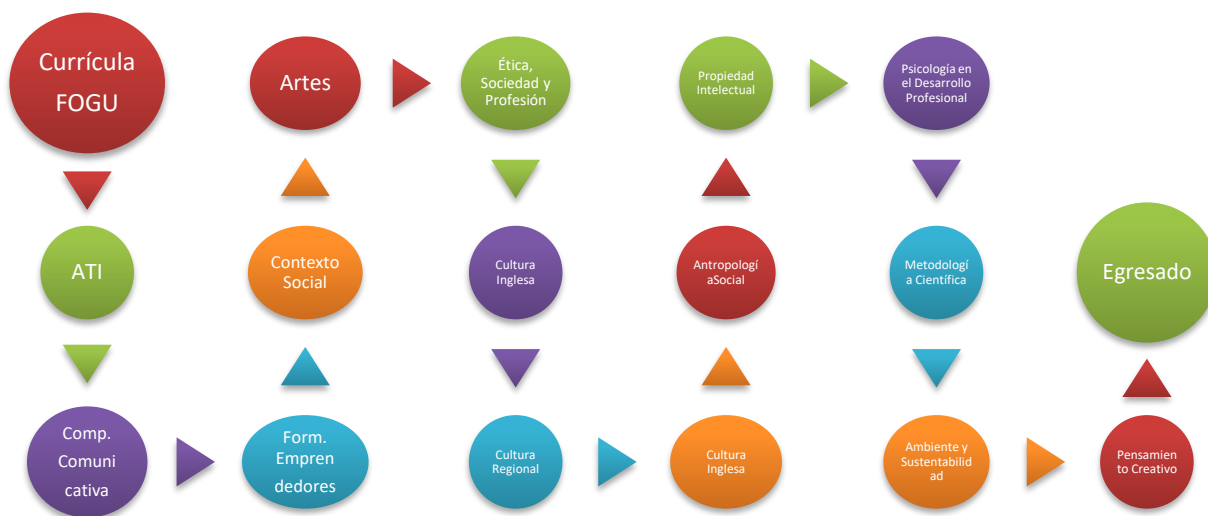 Currícula
FOGU
ATI
Comp.
Comuni
cativa
Form.
Empren
dedores
Contexto
Social
Artes
Ética,
Sociedad y
Profesión
Cultura
Inglesa
Cultura
Regional
Cultura
Inglesa
Antropologí
aSocial
Propiedad
Intelectual
Psicología en
el Desarrollo
Profesional
Metodologí
a Científica
Ambiente y
Sustentabilid
ad
Pensamien
to Creativo
Egresado